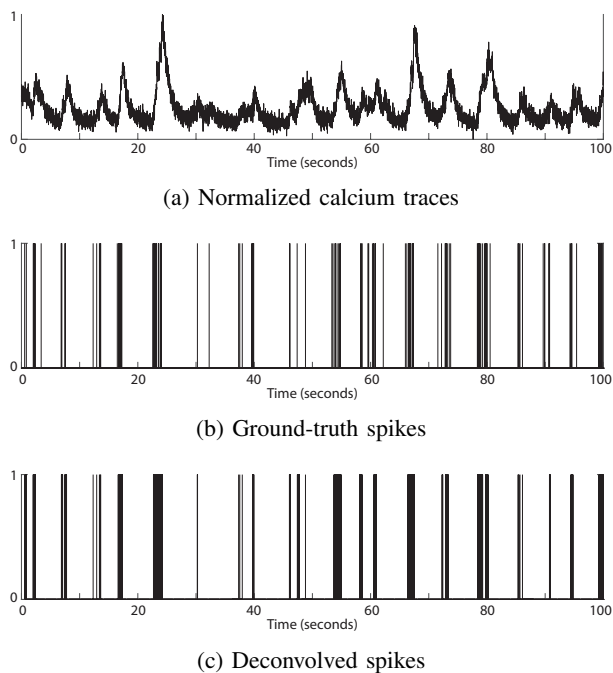 1
0
0 20 40 60 80 100
Time (seconds)
(a) Normalized calcium traces
1
0
0 20 40 60 80 100
Time (seconds)
(b) Ground-truth spikes
1
0
0 20 40 60 80 100
Time (seconds)
(c) Deconvolved spikes